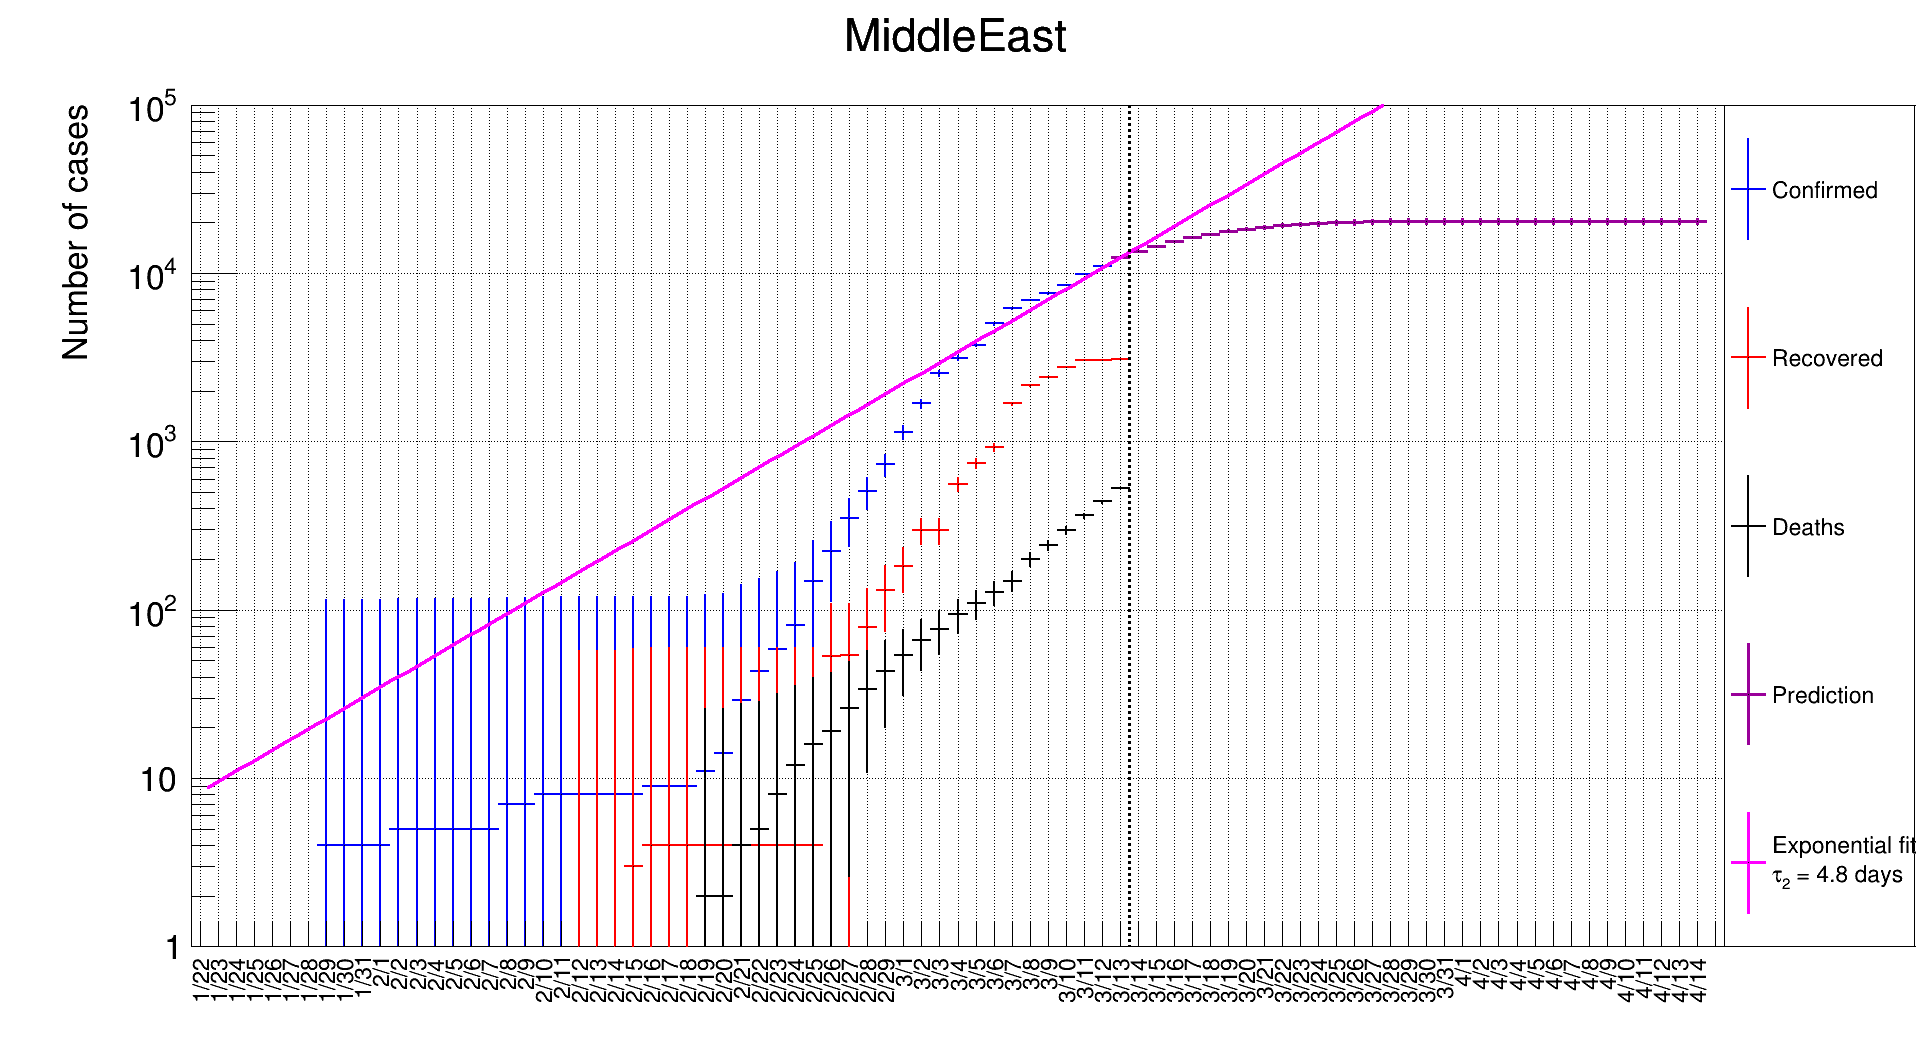 MiddleEast
Number of cases
10^5
10^4
10^3
10^2
10
1
1/22 1/23 1/24 1/25 1/26 1/27 1/28 1/29 1/30 1/31 2/1 2/2 2/3 2/4 2/5 2/6 2/7 2/8 2/9 2/10 2/11 2/12 2/13 2/14 2/15 2/16 2/17 2/18 2/19 2/20 2/21 2/22 2/23 2/24 2/25 2/26 2/27 2/28 2/29 3/1 3/2 3/3 3/4 3/5 3/6 3/7 3/8 3/9 3/10 3/11 3/12 3/13 3/14 3/15 3/16 3/17 3/18 3/19 3/20 3/21 3/22 3/23 3/24 3/25 3/26 3/27 3/28 3/29 3/30 3/31 4/1 4/2 4/3 4/4 4/5 4/6 4/7 4/8 4/9 4/10 4/11 4/12 4/13 4/14
Confirmed
Recovered
Deaths
Prediction
Exponential fit
τ₂ = 4.8 days